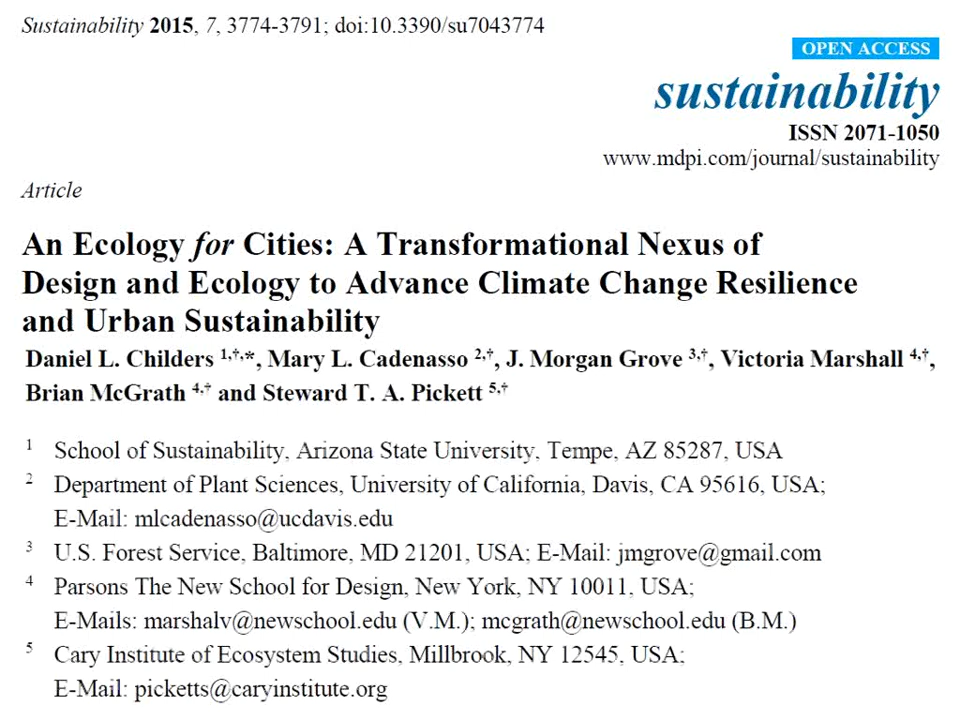 Sustainability 2015, 7, 3774-3791; doi:10.3390/su7043774
OPEN ACCESS
sustainability
ISSN 2071-1050
www.mdpi.com/journal/sustainability
Article
An Ecology for Cities: A Transformational Nexus of
Design and Ecology to Advance Climate Change Resilience
and Urban Sustainability
Daniel L. Childers 1,†,*, Mary L. Cadenasso 2,†, J. Morgan Grove 3,†, Victoria Marshall 4,†,
Brian McGrath 4,† and Steward T. A. Pickett 5,†
1 School of Sustainability, Arizona State University, Tempe, AZ 85287, USA
2 Department of Plant Sciences, University of California, Davis, CA 95616, USA;
E-Mail: mlcadenasso@ucdavis.edu
3 U.S. Forest Service, Baltimore, MD 21201, USA; E-Mail: jmgrove@gmail.com
4 Parsons The New School for Design, New York, NY 10011, USA;
E-Mails: marshalv@newschool.edu (V.M.); mcgrath@newschool.edu (B.M.)
5 Cary Institute of Ecosystem Studies, Millbrook, NY 12545, USA;
E-Mail: picketts@caryinstitute.org